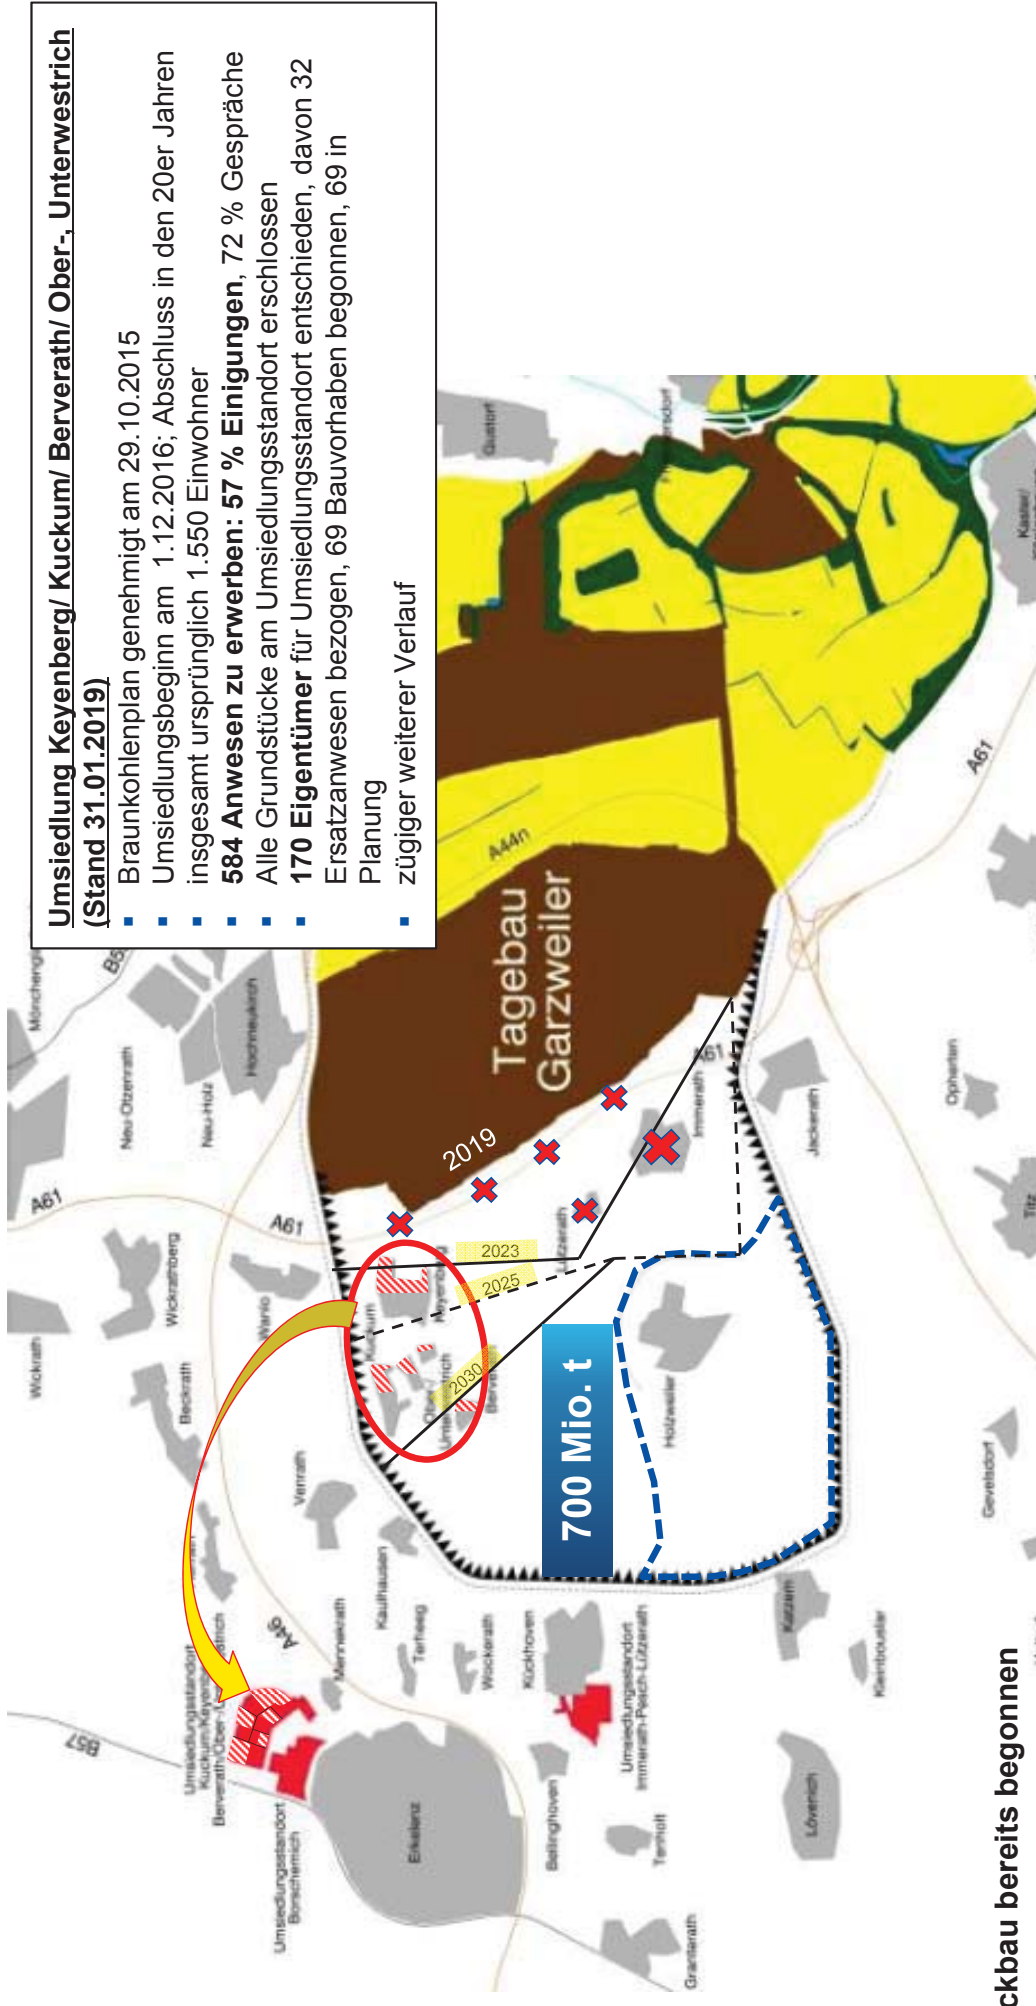 Umsiedlung Keyenberg/ Kuckum/ Berverath/ Ober-, Unterwestrich
(Stand 31.01.2019)
▪ Braunkohlenplan genehmigt am 29.10.2015
▪ Umsiedlungsbeginn am 1.12.2016; Abschluss in den 20er Jahren
▪ insgesamt ursprünglich 1.550 Einwohner
▪ 584 Anwesen zu erwerben: 57 % Einigungen, 72 % Gespräche
▪ Alle Grundstücke am Umsiedlungsstandort erschlossen
▪ 170 Eigentümer für Umsiedlungsstandort entschieden, davon 32
Ersatzanwesen bezogen, 69 Bauvorhaben begonnen, 69 in
Planung
▪ zügiger weiterer Verlauf
Wickrath
Neu-Otzenrath
Neu-Holz
Hochneukirch
A61
Wickrathberg
Wanlo
A61
Beckrath
Venrath
Kaulhausen
Mennekrath
Terheeg
Wockerath
Kückhoven
A46
B57
Umsiedlungsstandort
Umsiedlungsstandort
Borschemich
Erkelenz
Bellinghoven
Umsiedlungsstandort
Immerath-Pesch-Lützerath
Tenholt
Granterath
Lövenich
Katzem
Kleinbouslar
Kuckum
2023
2025
2030
2019
Tagebau
Garzweiler
A44n
Gustorf
700 Mio. t
Holzweiler
Immerath
A61
Jackerath
A61
Opherten
Titz
Gevelsdorf
ckbau bereits begonnen